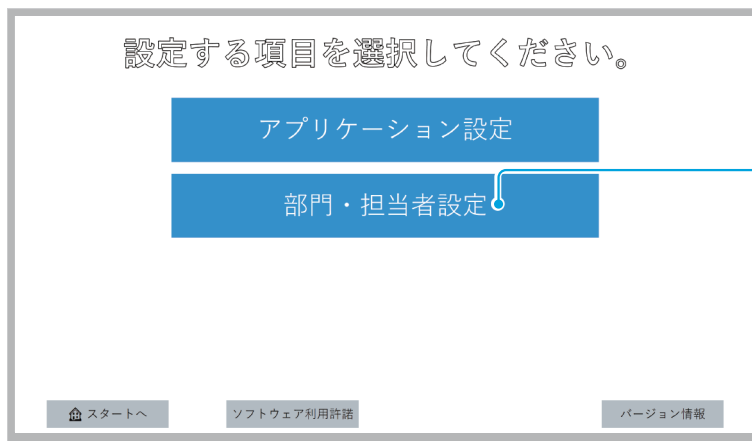 設定する項目を選択してください。
アプリケーション設定
部門・担当者設定
スタートへ
ソフトウェア利用許諾
バージョン情報